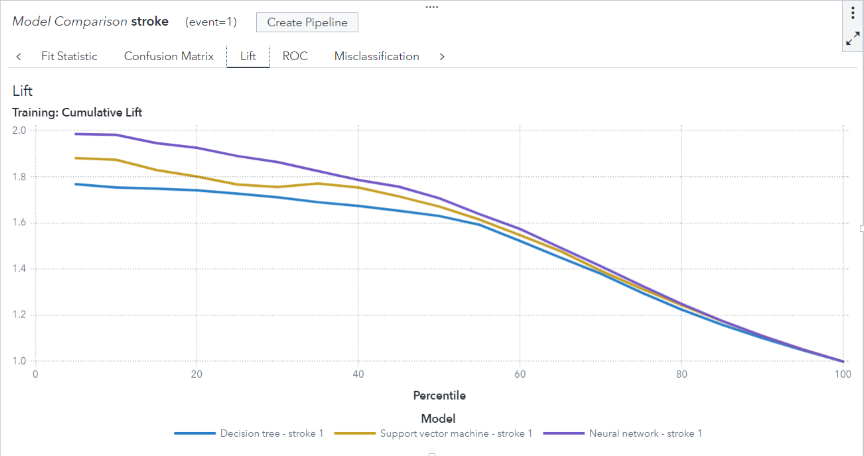 Model Comparison stroke (event=1) Create Pipeline
Fit Statistic Confusion Matrix Lift ROC Misclassification
Lift
Training: Cumulative Lift
2.0
1.8
1.6
1.4
1.2
1.0
0 20 40 60 80 100
Percentile
Model
Decision tree - stroke 1 Support vector machine - stroke 1 Neural network - stroke 1